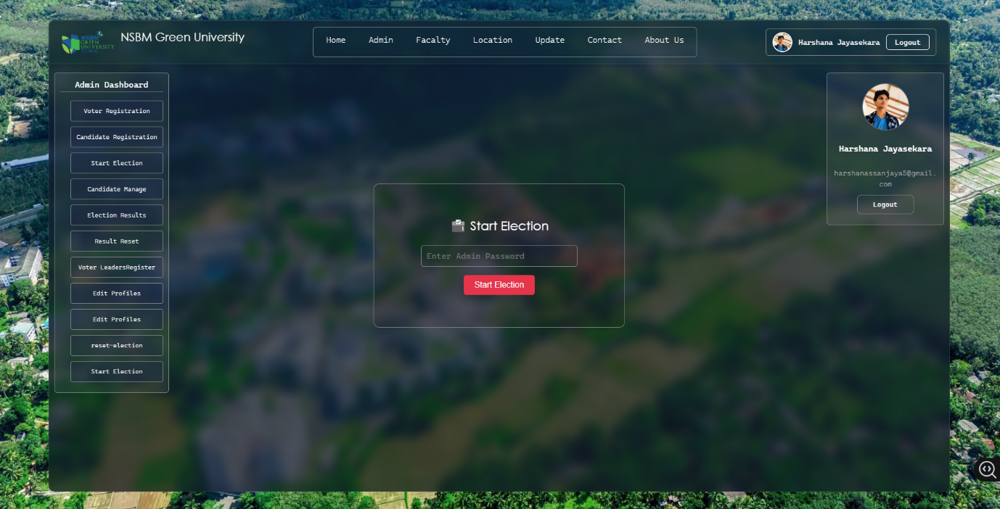 NSBM
GREEN
UNIVERSITY
TOWN
NSBM Green University
Home Admin Facalty Location Update Contact About Us
Harshana Jayasekara Logout
Admin Dashboard
Voter Registration
Candidate Registration
Start Election
Candidate Manage
Election Results
Result Reset
Voter LeadersRegister
Edit Profiles
Edit Profiles
reset-election
Start Election
Start Election
Enter Admin Password
Start Election
Harshana Jayasekara
harshanassanjaya5@gmail.
com
Logout